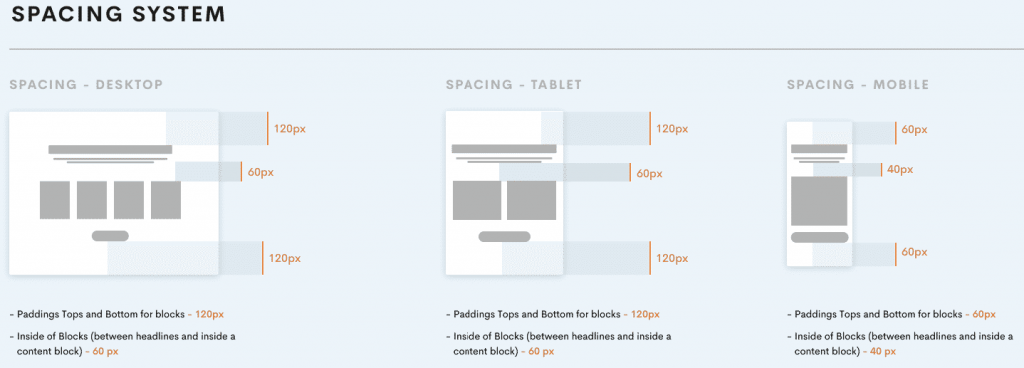 SPACING SYSTEM
SPACING - DESKTOP
120px
60px
120px
- Paddings Tops and Bottom for blocks - 120px
- Inside of Blocks (between headlines and inside a
content block) - 60 px
SPACING - TABLET
120px
60px
120px
- Paddings Tops and Bottom for blocks - 120px
- Inside of Blocks (between headlines and inside a
content block) - 60 px
SPACING - MOBILE
60px
40px
60px
- Paddings Tops and Bottom for blocks - 60px
- Inside of Blocks (between headlines and inside a
content block) - 40 px